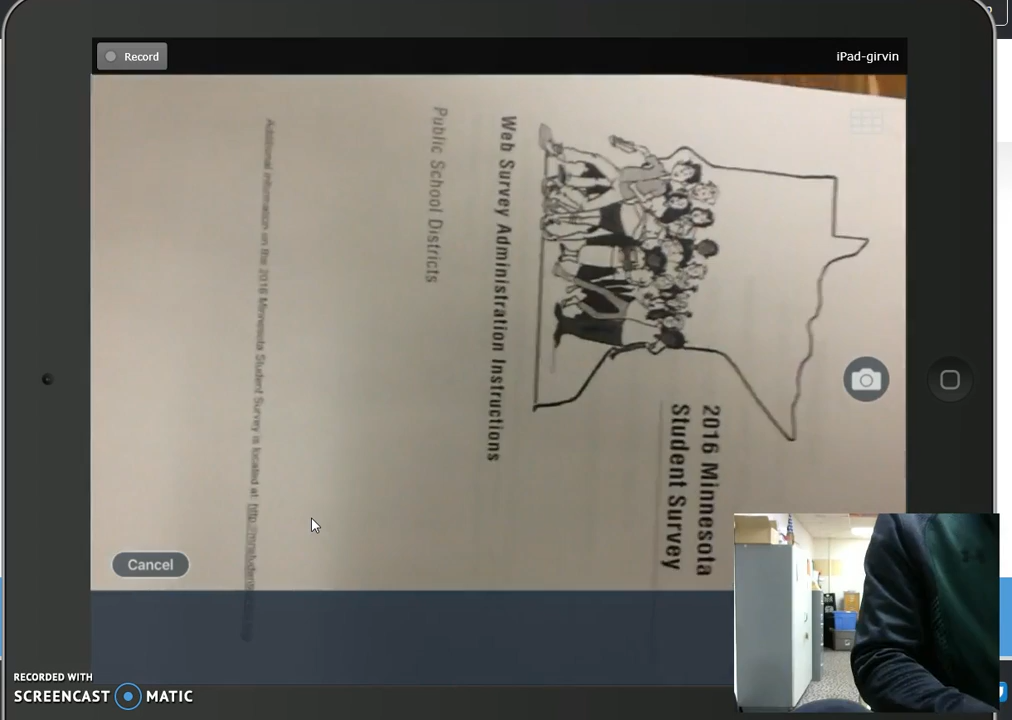 Record
iPad-girvin
2016 Minnesota
Student Survey
Web Survey Administration Instructions
Public School Districts
Additional information on the 2016 Minnesota Student Survey is located at:
Cancel
RECORDED WITH
SCREENCAST MATIC